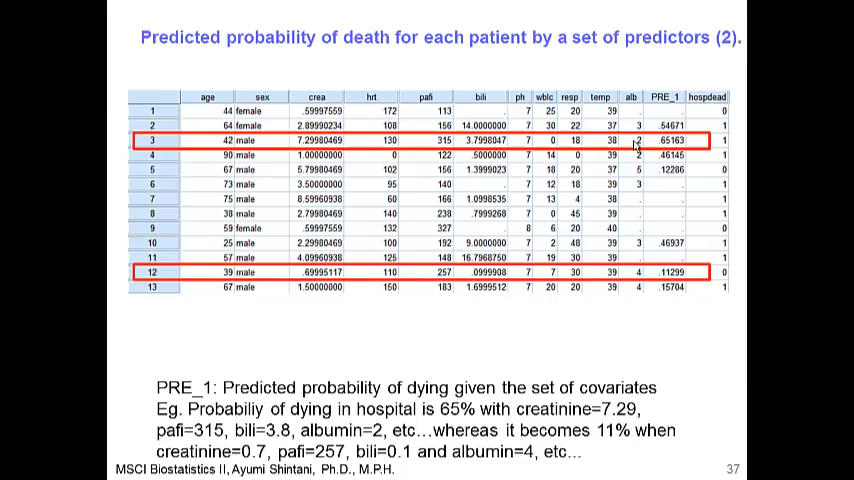 Predicted probability of death for each patient by a set of predictors (2).
age sex crea hrt pafi bili ph wblc resp temp alb PRE_1 hospdead
1 44 female .59997559 172 113 . 7 25 20 39 . . 0
2 64 female 2.89990234 108 156 14.0000000 7 30 22 37 3 .54671 1
3 42 male 7.29980469 130 315 3.7998047 7 0 18 38 2 .65163 1
4 90 male 1.00000000 0 122 .5000000 7 14 0 39 2 .46145 1
5 67 male 5.79980469 102 156 1.3999023 7 18 20 37 5 .12286 0
6 73 male 3.50000000 95 140 . 7 12 18 39 3 . 1
7 75 male 8.59960938 60 166 1.0998535 7 13 4 38 . . 1
8 38 male 2.79980469 140 238 .7999268 7 0 45 39 . . 1
9 59 female .59997559 132 327 . 8 6 20 40 . . 0
10 25 male 2.29980469 100 192 9.0000000 7 2 48 39 3 .46937 1
11 57 male 4.09960938 125 148 16.7968750 7 19 30 39 . . 1
12 39 male .69995117 110 257 .0999908 7 7 30 39 4 .11299 0
13 67 male 1.50000000 150 183 1.6999512 7 20 20 39 4 .15704 1
PRE_1: Predicted probability of dying given the set of covariates
Eg. Probabiliy of dying in hospital is 65% with creatinine=7.29,
pafi=315, bili=3.8, albumin=2, etc...whereas it becomes 11% when
creatinine=0.7, pafi=257, bili=0.1 and albumin=4, etc...
MSCI Biostatistics II, Ayumi Shintani, Ph.D., M.P.H. 37